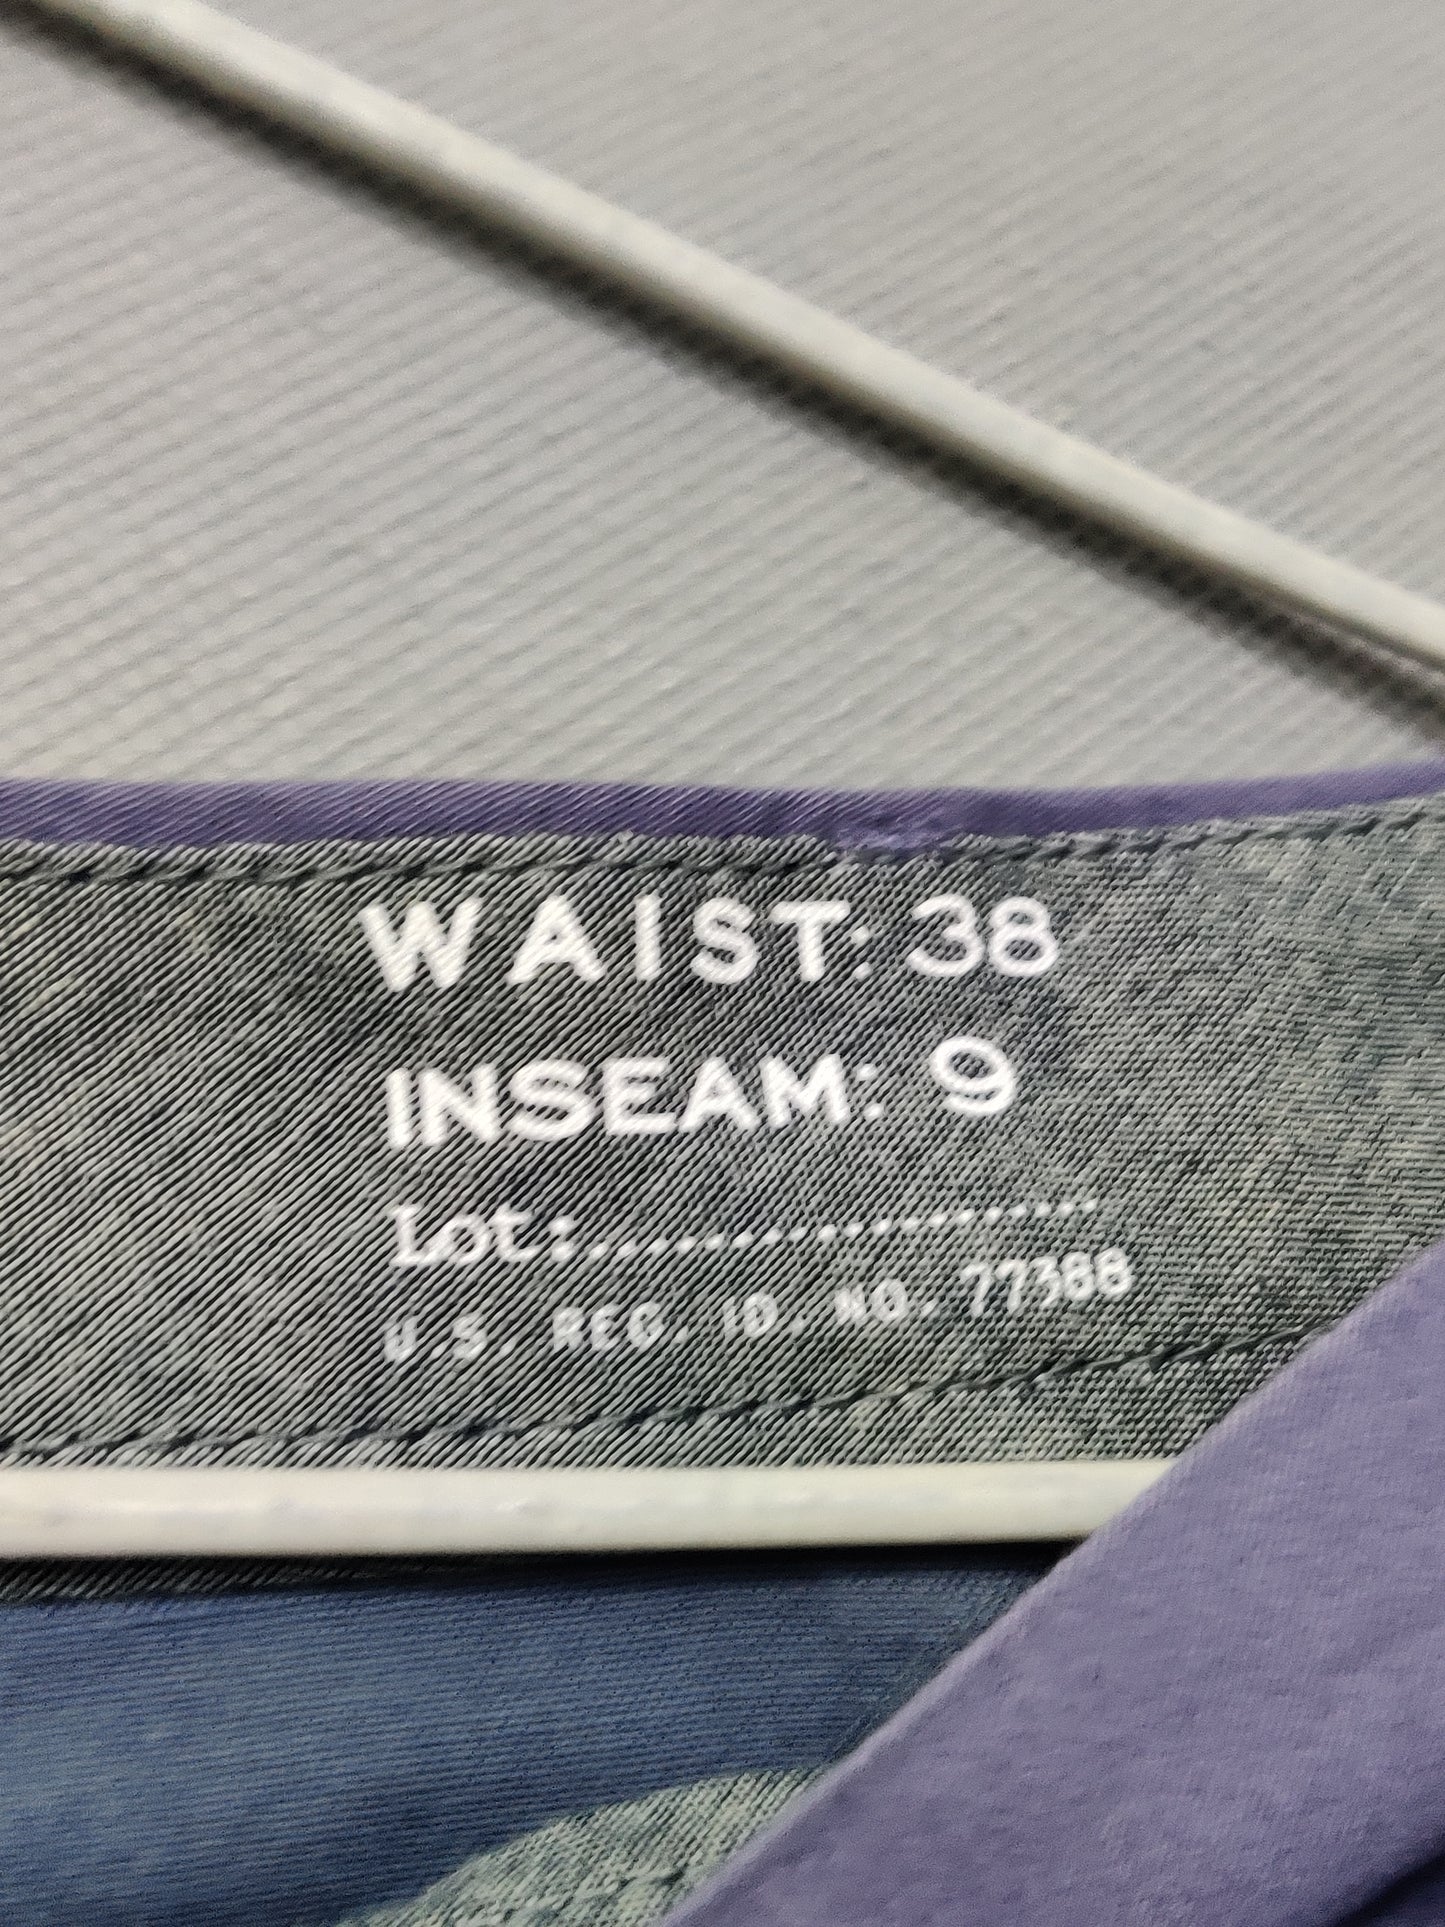 WAIST: 38
INSEAM: 9
Lot:......................
U.S. REG. ID. NO. 77388